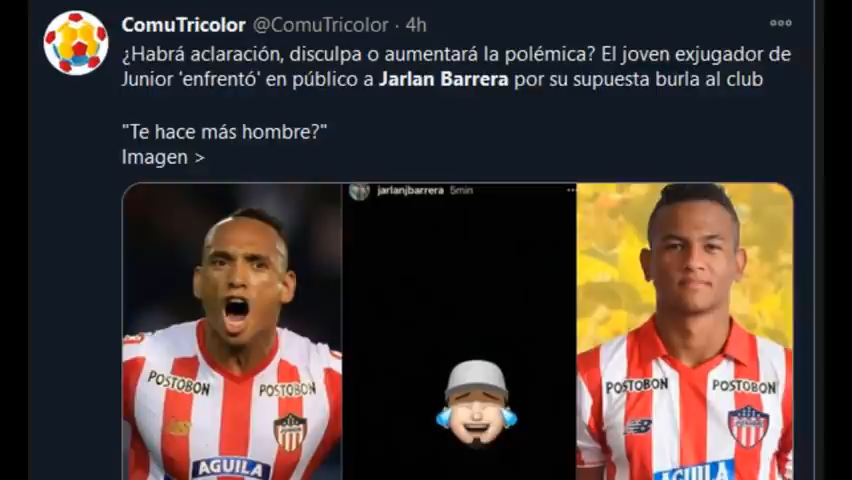 ComuTricolor @ComuTricolor · 4h
¿Habrá aclaración, disculpa o aumentará la polémica? El joven exjugador de
Junior 'enfrentó' en público a Jarlan Barrera por su supuesta burla al club
"Te hace más hombre?"
Imagen >
jarlanjbarrera 5min
POSTOBON POSTOBON
AGUILA
POSTOBON POSTOBON
AGUILA